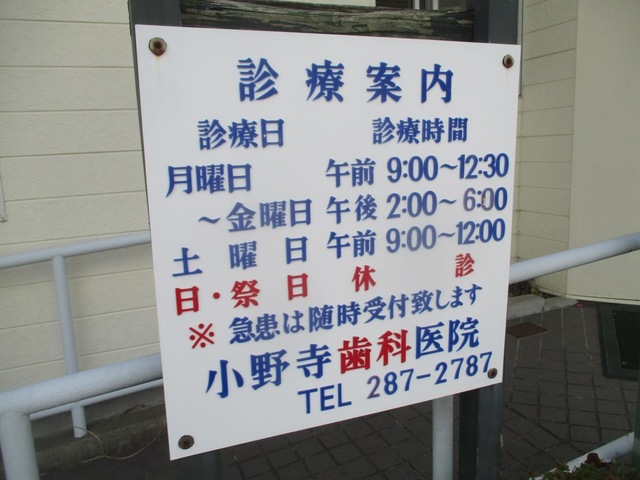 診療案内
診療日 診療時間
月曜日 午前 9:00～12:30
～金曜日 午後 2:00～6:00
土曜日 午前 9:00～12:00
日・祭日 休診
※急患は随時受付致します
小野寺歯科医院
TEL 287-2787